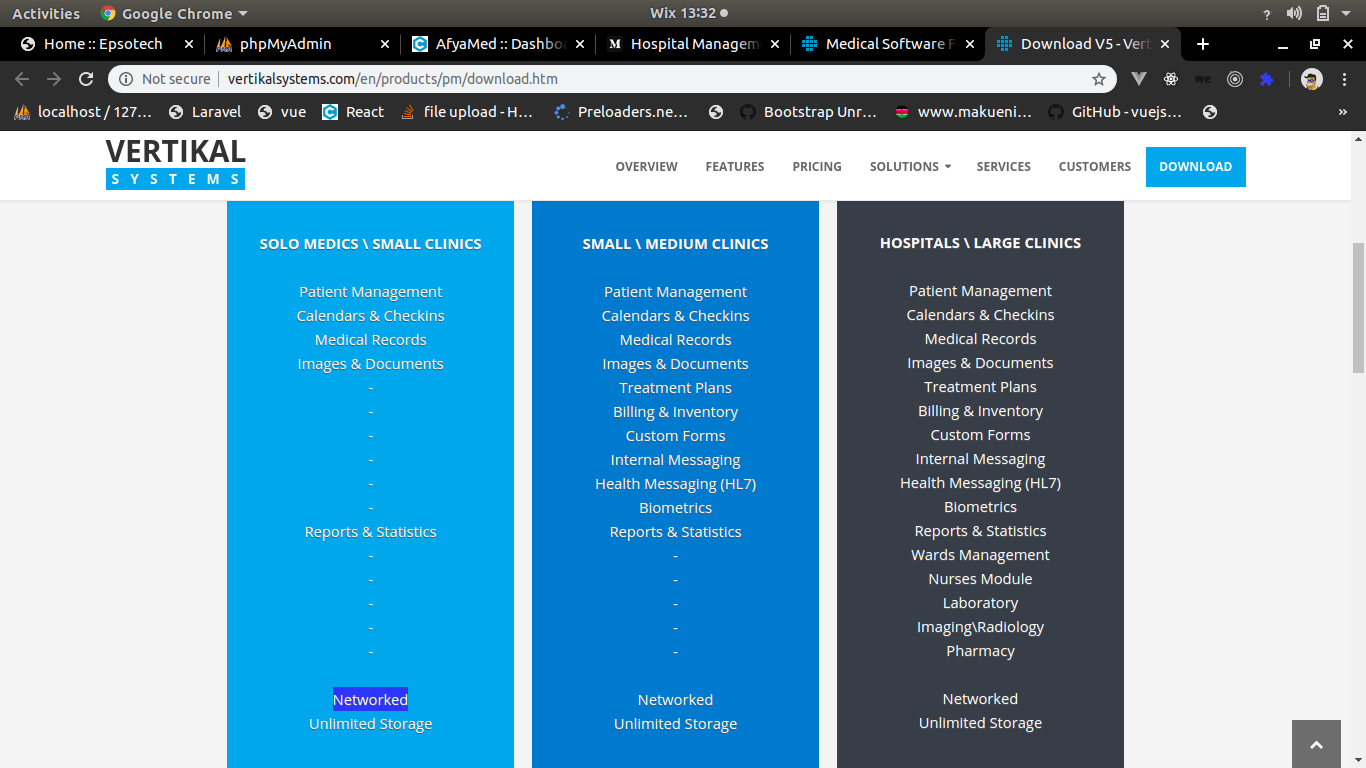 Activities Google Chrome Wix 13:32
Home :: Epsotech phpMyAdmin AfyaMed :: Dashbo Hospital Managem Medical Software F Download V5 - Vert
Not secure vertikalsystems.com/en/products/pm/download.htm
localhost / 127... Laravel vue React file upload - H... Preloaders.ne... Bootstrap Unr... www.makueni... GitHub - vuejs... »
VERTIKAL
SYSTEMS
OVERVIEW FEATURES PRICING SOLUTIONS SERVICES CUSTOMERS DOWNLOAD
SOLO MEDICS \ SMALL CLINICS
Patient Management
Calendars & Checkins
Medical Records
Images & Documents
-
-
-
-
-
-
Reports & Statistics
-
-
-
-
-
Networked
Unlimited Storage
SMALL \ MEDIUM CLINICS
Patient Management
Calendars & Checkins
Medical Records
Images & Documents
Treatment Plans
Billing & Inventory
Custom Forms
Internal Messaging
Health Messaging (HL7)
Biometrics
Reports & Statistics
-
-
-
-
-
Networked
Unlimited Storage
HOSPITALS \ LARGE CLINICS
Patient Management
Calendars & Checkins
Medical Records
Images & Documents
Treatment Plans
Billing & Inventory
Custom Forms
Internal Messaging
Health Messaging (HL7)
Biometrics
Reports & Statistics
Wards Management
Nurses Module
Laboratory
Imaging\Radiology
Pharmacy
Networked
Unlimited Storage